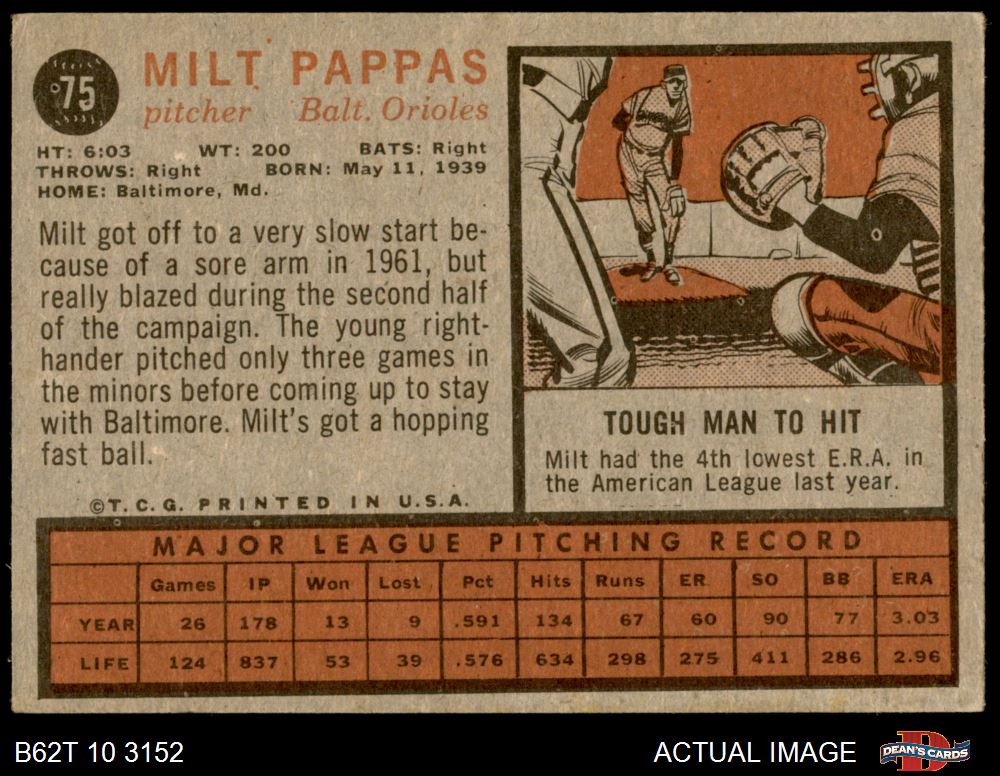 75
MILT PAPPAS
pitcher Balt. Orioles
HT: 6:03 WT: 200 BATS: Right
THROWS: Right BORN: May 11, 1939
HOME: Baltimore, Md.
Milt got off to a very slow start be-
cause of a sore arm in 1961, but
really blazed during the second half
of the campaign. The young right-
hander pitched only three games in
the minors before coming up to stay
with Baltimore. Milt's got a hopping
fast ball.
©T.C.G. PRINTED IN U.S.A.
TOUGH MAN TO HIT
Milt had the 4th lowest E.R.A. in
the American League last year.
MAJOR LEAGUE PITCHING RECORD
Games IP Won Lost Pct Hits Runs ER SO BB ERA
YEAR 26 178 13 9 .591 134 67 60 90 77 3.03
LIFE 124 837 53 39 .576 634 298 275 411 286 2.96
B62T 10 3152 ACTUAL IMAGE DEAN'S CARDS